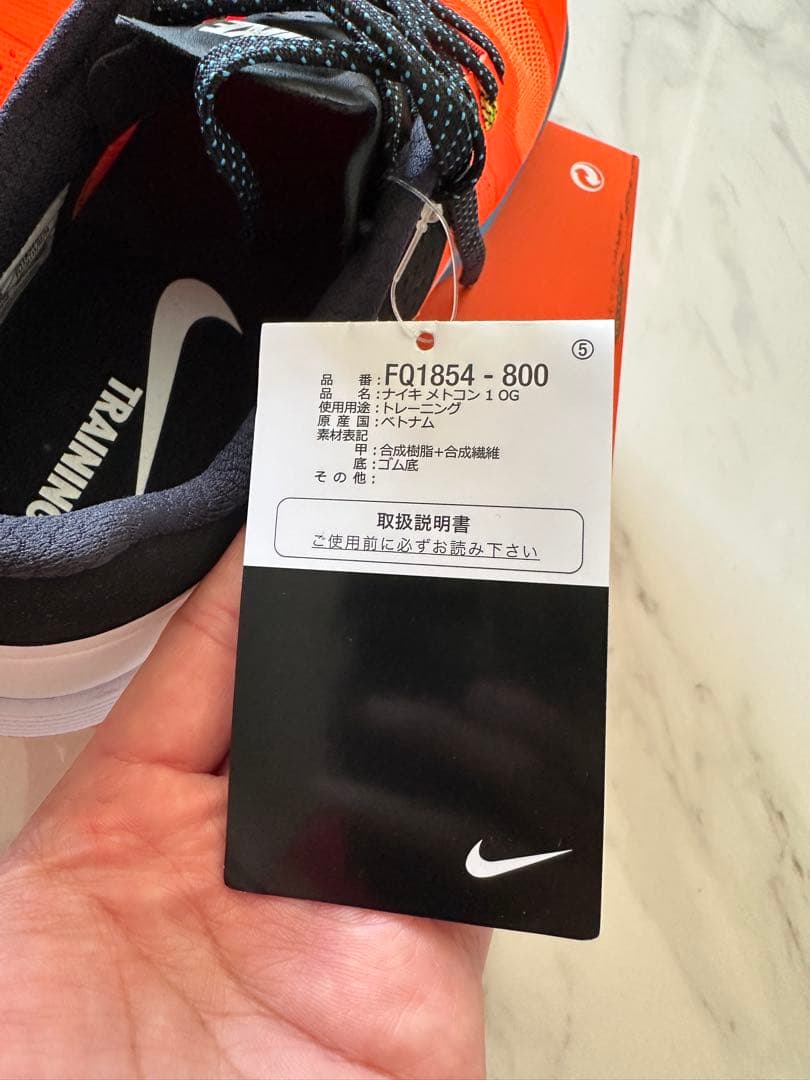 NIKE
TRAINING
⑤
品番:FQ1854 - 800
品名:ナイキ メトコン 1 OG
使用用途:トレーニング
原産国:ベトナム
素材表記
甲:合成樹脂+合成繊維
底:ゴム底
その他:
取扱説明書
ご使用前に必ずお読み下さい